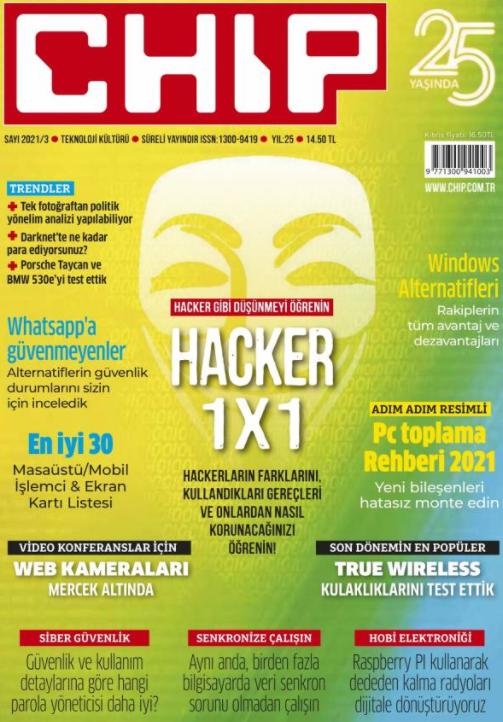 CHIP
25
YAŞINDA
SAYI 2021/3 ● TEKNOLOJİ KÜLTÜRÜ ● SÜRELİ YAYINDIR ISSN:1300-9419 ● YIL:25 ● 14.50 TL
Kıbrıs fiyatı: 16.50TL
9 771300 941003
WWW.CHIP.COM.TR
TRENDLER
+ Tek fotoğraftan politik
yönelim analizi yapılabiliyor
+ Darknet'te ne kadar
para ediyorsunuz?
+ Porsche Taycan ve
BMW 530e'yi test ettik
Windows
Alternatifleri
Rakiplerin
tüm avantaj ve
dezavantajları
Whatsapp'a
güvenmeyenler
Alternatiflerin güvenlik
durumlarını sizin
için inceledik
HACKER GİBİ DÜŞÜNMEYİ ÖĞRENİN
HACKER
1X1
HACKERLARIN FARKLARINI,
KULLANDIKLARI GEREÇLERİ
VE ONLARDAN NASIL
KORUNACAĞINIZI
ÖĞRENİN!
En iyi 30
Masaüstü/Mobil
İşlemci & Ekran
Kartı Listesi
ADIM ADIM RESİMLİ
Pc toplama
Rehberi 2021
Yeni bileşenleri
hatasız monte edin
VİDEO KONFERANSLAR İÇİN
WEB KAMERALARI
MERCEK ALTINDA
SON DÖNEMİN EN POPÜLER
TRUE WIRELESS
KULAKLIKLARINI TEST ETTİK
SİBER GÜVENLİK
Güvenlik ve kullanım
detaylarına göre hangi
parola yöneticisi daha iyi?
SENKRONİZE ÇALIŞIN
Aynı anda, birden fazla
bilgisayarda veri senkron
sorunu olmadan çalışın
HOBİ ELEKTRONİĞİ
Raspberry PI kullanarak
dededen kalma radyoları
dijitale dönüştürüyoruz